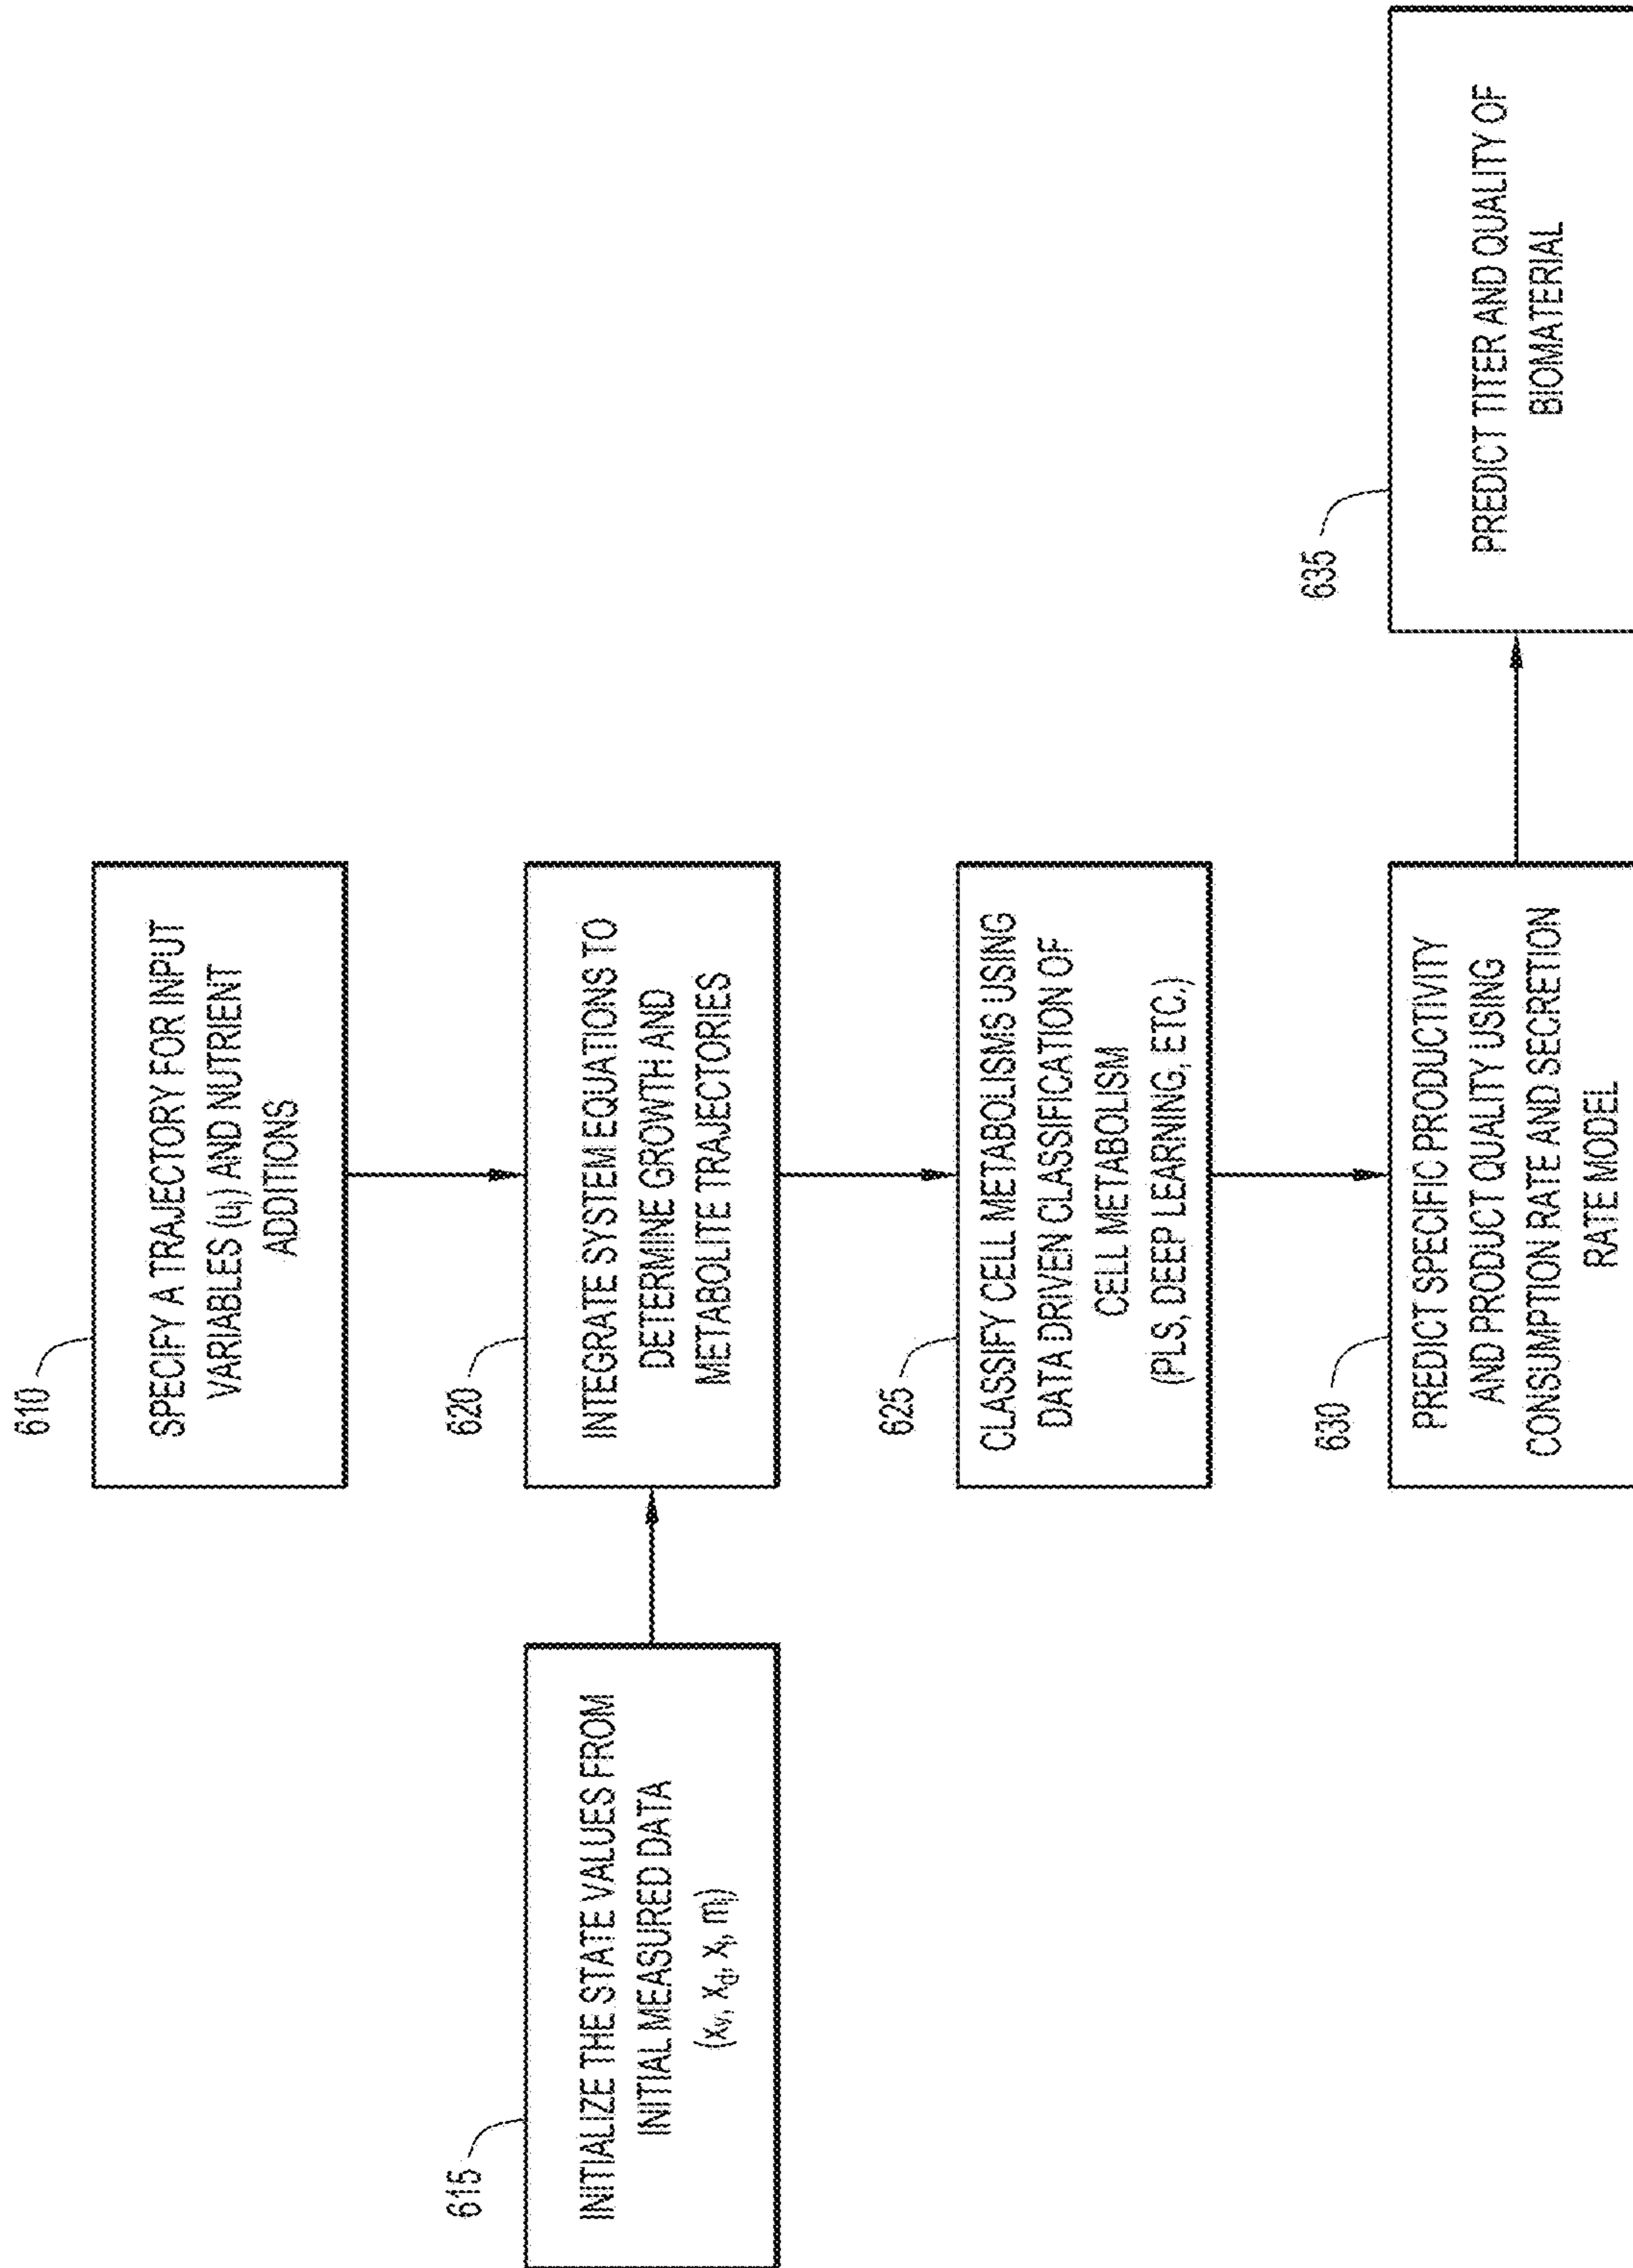 610
SPECIFY A TRAJECTORY FOR INPUT
VARIABLES (uj) AND NUTRIENT
ADDITIONS
615
INITIALIZE THE STATE VALUES FROM
INITIAL MEASURED DATA
(xv, xd, xl, mi)
620
INTEGRATE SYSTEM EQUATIONS TO
DETERMINE GROWTH AND
METABOLITE TRAJECTORIES
625
CLASSIFY CELL METABOLISMS USING
DATA DRIVEN CLASSIFICATION OF
CELL METABOLISM
(PLS, DEEP LEARNING, ETC.)
630
PREDICT SPECIFIC PRODUCTIVITY
AND PRODUCT QUALITY USING
CONSUMPTION RATE AND SECRETION
RATE MODEL
635
PREDICT TITER AND QUALITY OF
BIOMATERIAL